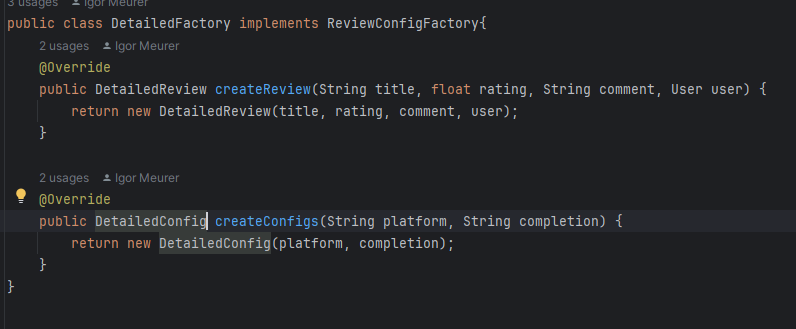 3 usages Igor Meurer
public class DetailedFactory implements ReviewConfigFactory{
2 usages Igor Meurer
@Override
public DetailedReview createReview(String title, float rating, String comment, User user) {
return new DetailedReview(title, rating, comment, user);
}
2 usages Igor Meurer
@Override
public DetailedConfig createConfigs(String platform, String completion) {
return new DetailedConfig(platform, completion);
}
}